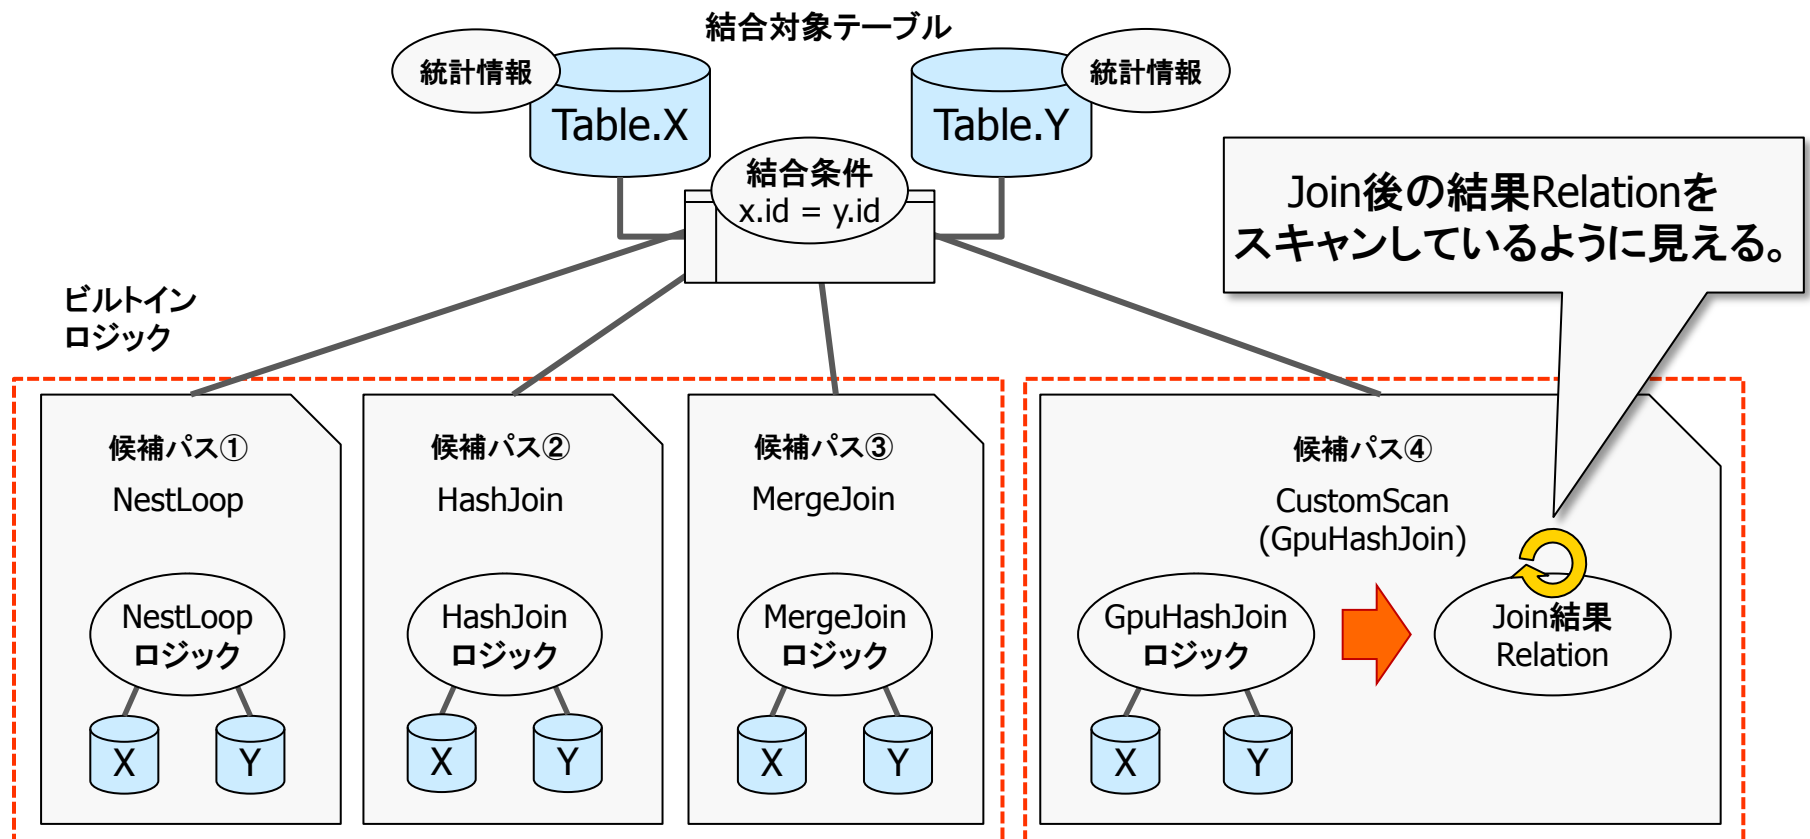 結合対象テーブル
統計情報
統計情報
Table.X
Table.Y
結合条件
x.id = y.id
Join後の結果Relationを
スキャンしているように見える。
ビルトイン
ロジック
候補パス①
NestLoop
NestLoop
ロジック
X
Y
候補パス②
HashJoin
HashJoin
ロジック
X
Y
候補パス③
MergeJoin
MergeJoin
ロジック
X
Y
候補パス④
CustomScan
(GpuHashJoin)
GpuHashJoin
ロジック
X
Y
Join結果
Relation